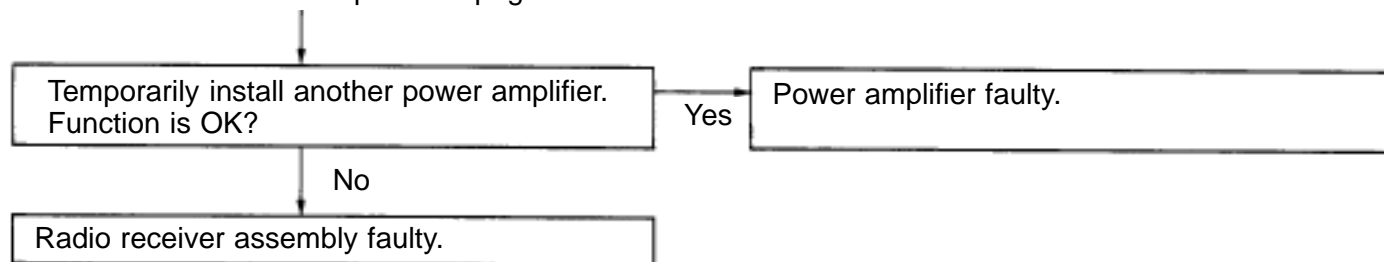 Temporarily install another power amplifier.
Function is OK?
Yes
Power amplifier faulty.
No
Radio receiver assembly faulty.